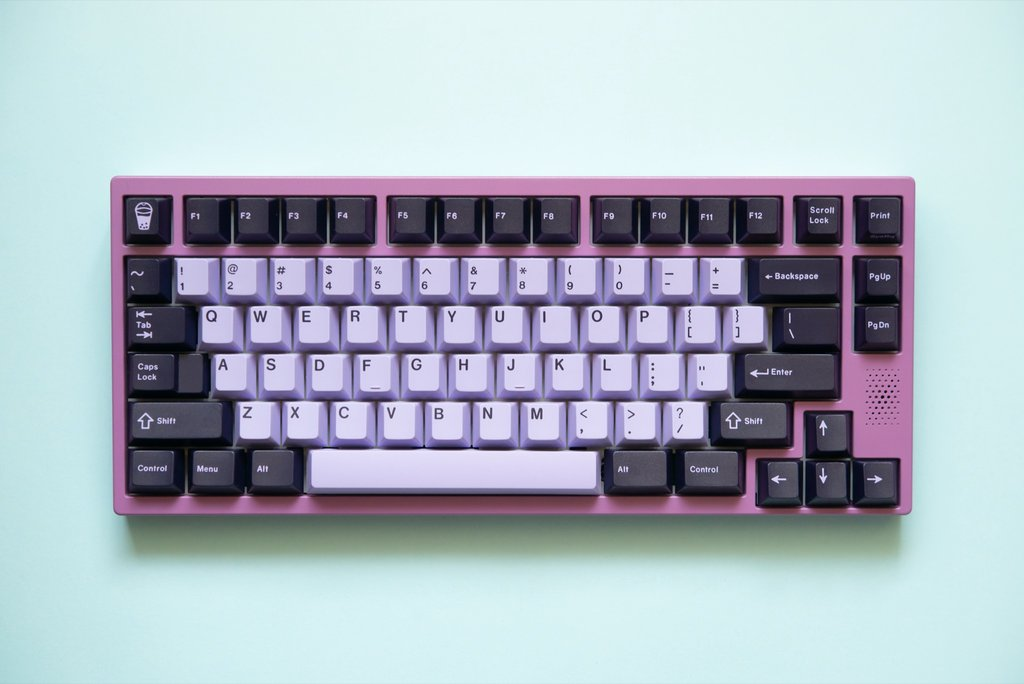 F1 F2 F3 F4 F5 F6 F7 F8 F9 F10 F11 F12 Scroll Lock Print
~ ! @ # $ % ^ & * ( ) _ + ← Backspace PgUp
` 1 2 3 4 5 6 7 8 9 0 - =
Tab Q W E R T Y U I O P { } | PgDn
[ ] \
Caps Lock A S D F G H J K L : " ↵ Enter
; '
⇧ Shift Z X C V B N M < > ? ⇧ Shift ↑
, . /
Control Menu Alt Alt Control ← ↓ →